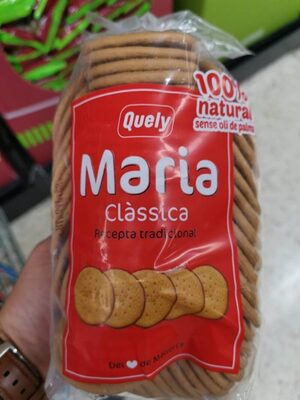 Quely
100%
natural
sense oli de palma
Maria
Clàssica
Recepta tradicional